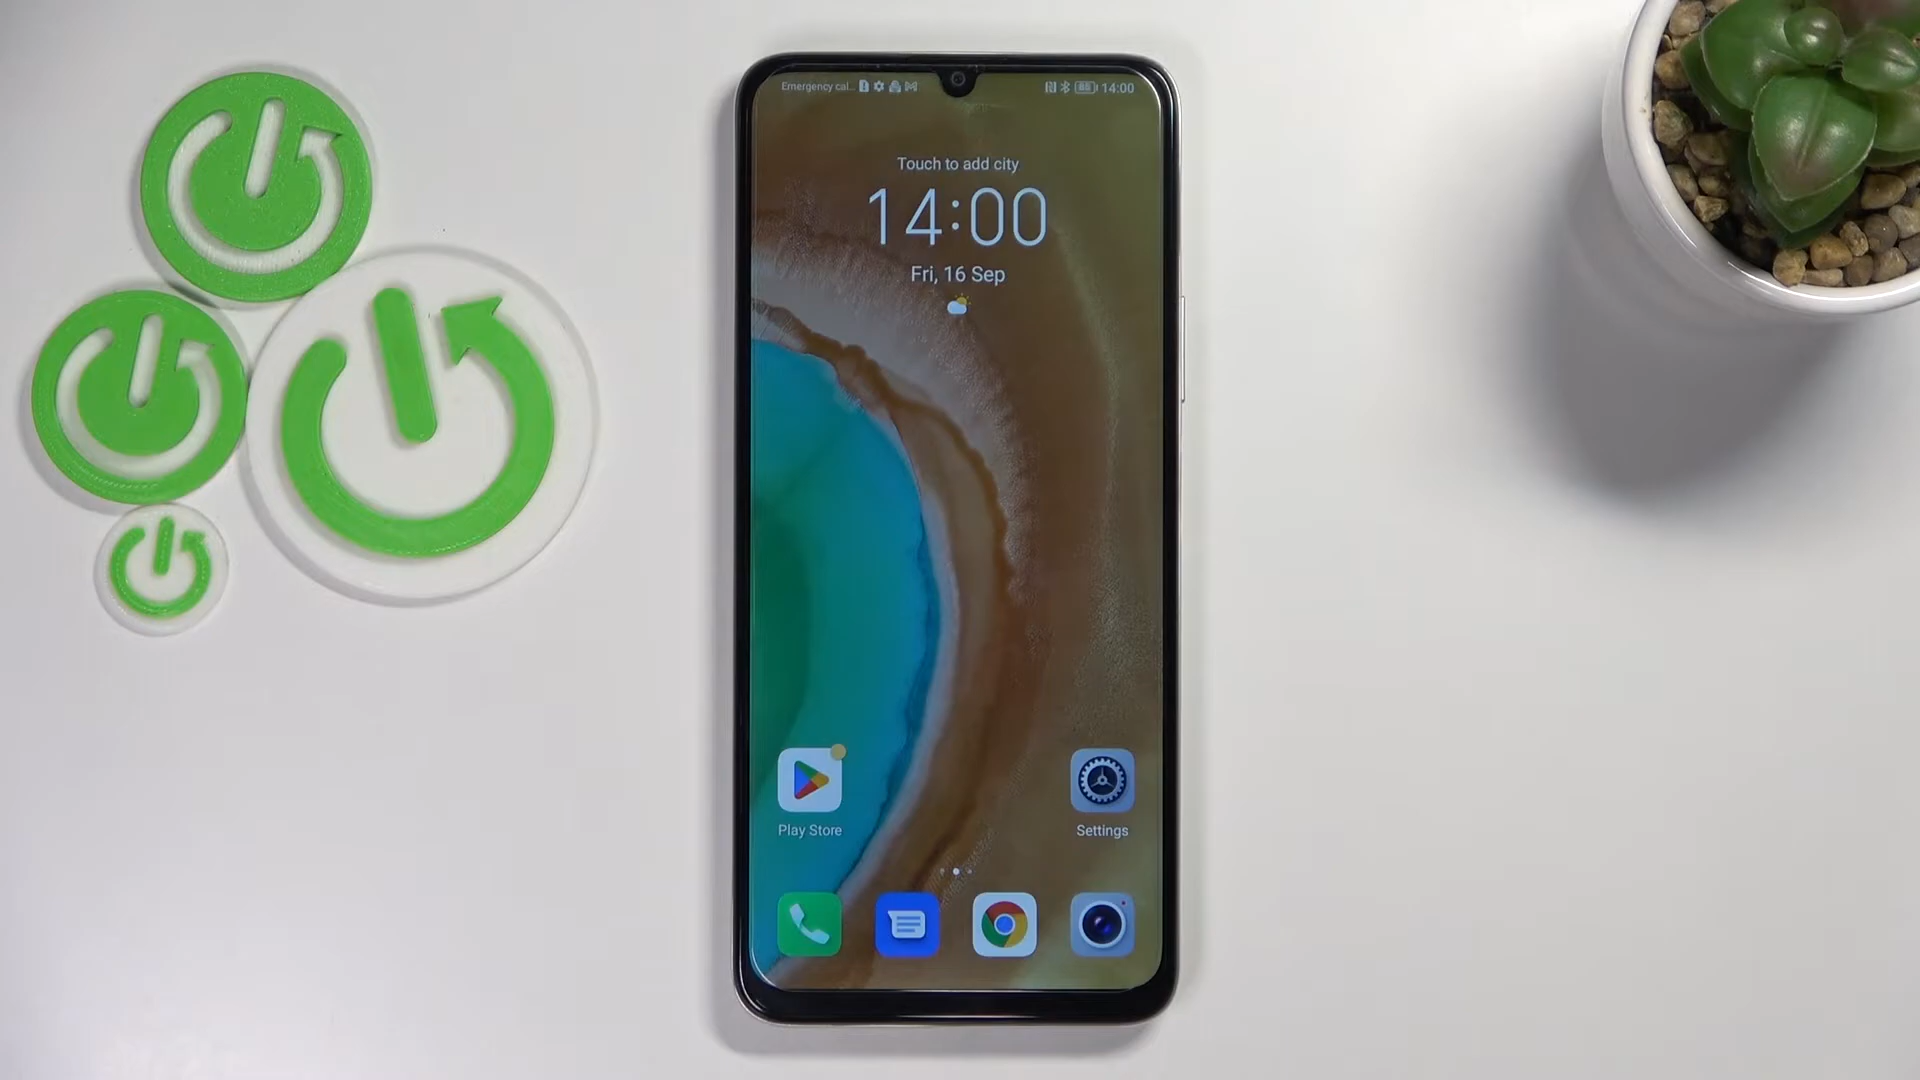 Emergency cal...
14:00
Touch to add city
14:00
Fri, 16 Sep
Play Store
Settings